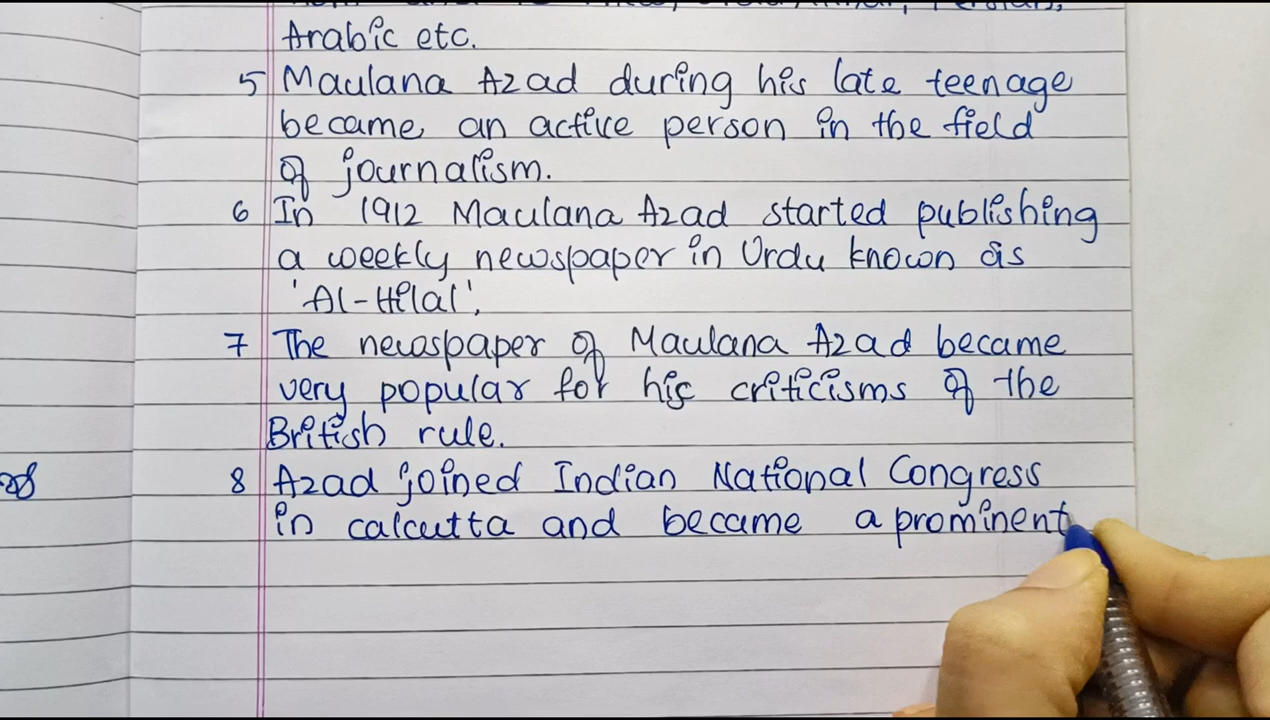 Arabic etc.
5 Maulana Azad during his late teenage
became an active person in the field
of journalism.
6 In 1912 Maulana Azad started publishing
a weekly newspaper in Urdu known as
'Al-Hilal',
7 The newspaper of Maulana Azad became
very popular for his criticisms of the
British rule.
8 Azad joined Indian National Congress
in calcutta and became a prominent